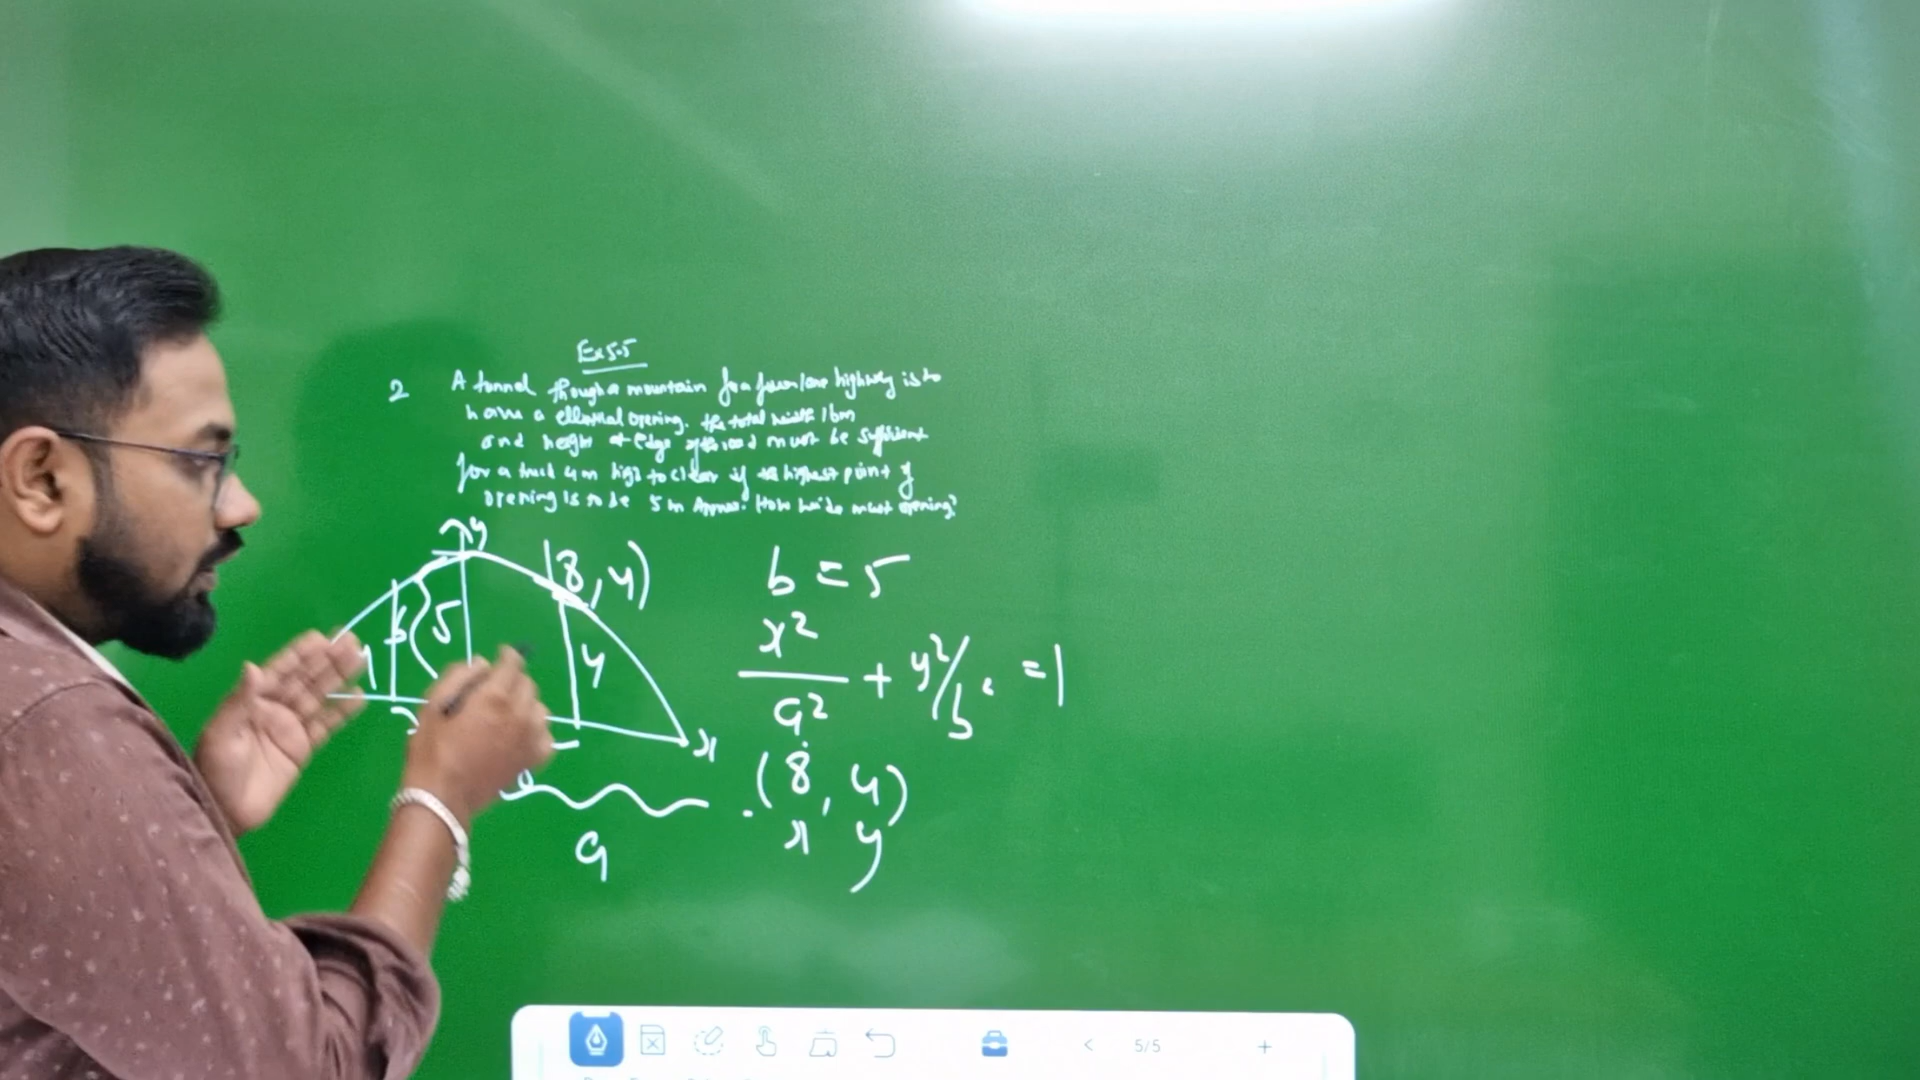 Ex 5.5
2 A tunnel through a mountain for a four lane highway is to
have a elliptical opening. the total width 16m
and height at edge of the road must be sufficient
for a truck 4m high to clear if the highest point of
opening is to be 5m Approx. How wide must opening?
y
(8, 4)
b = 5
5
4
x²/a² + y²/b² = 1
x
(8, 4)
x y
a
5/5